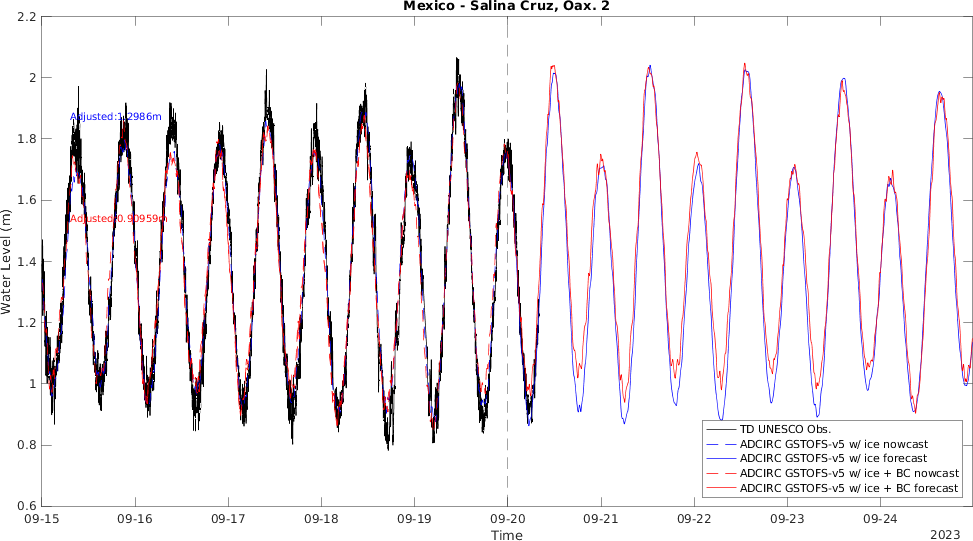 Mexico - Salina Cruz, Oax. 2
2.2
2
1.8
1.6
1.4
1.2
1
0.8
0.6
Water Level (m)
Adjusted:1.2986m
Adjusted:0.90959m
TD UNESCO Obs.
ADCIRC GSTOFS-v5 w/ ice nowcast
ADCIRC GSTOFS-v5 w/ ice forecast
ADCIRC GSTOFS-v5 w/ ice + BC nowcast
ADCIRC GSTOFS-v5 w/ ice + BC forecast
09-15 09-16 09-17 09-18 09-19 09-20 09-21 09-22 09-23 09-24
Time
2023